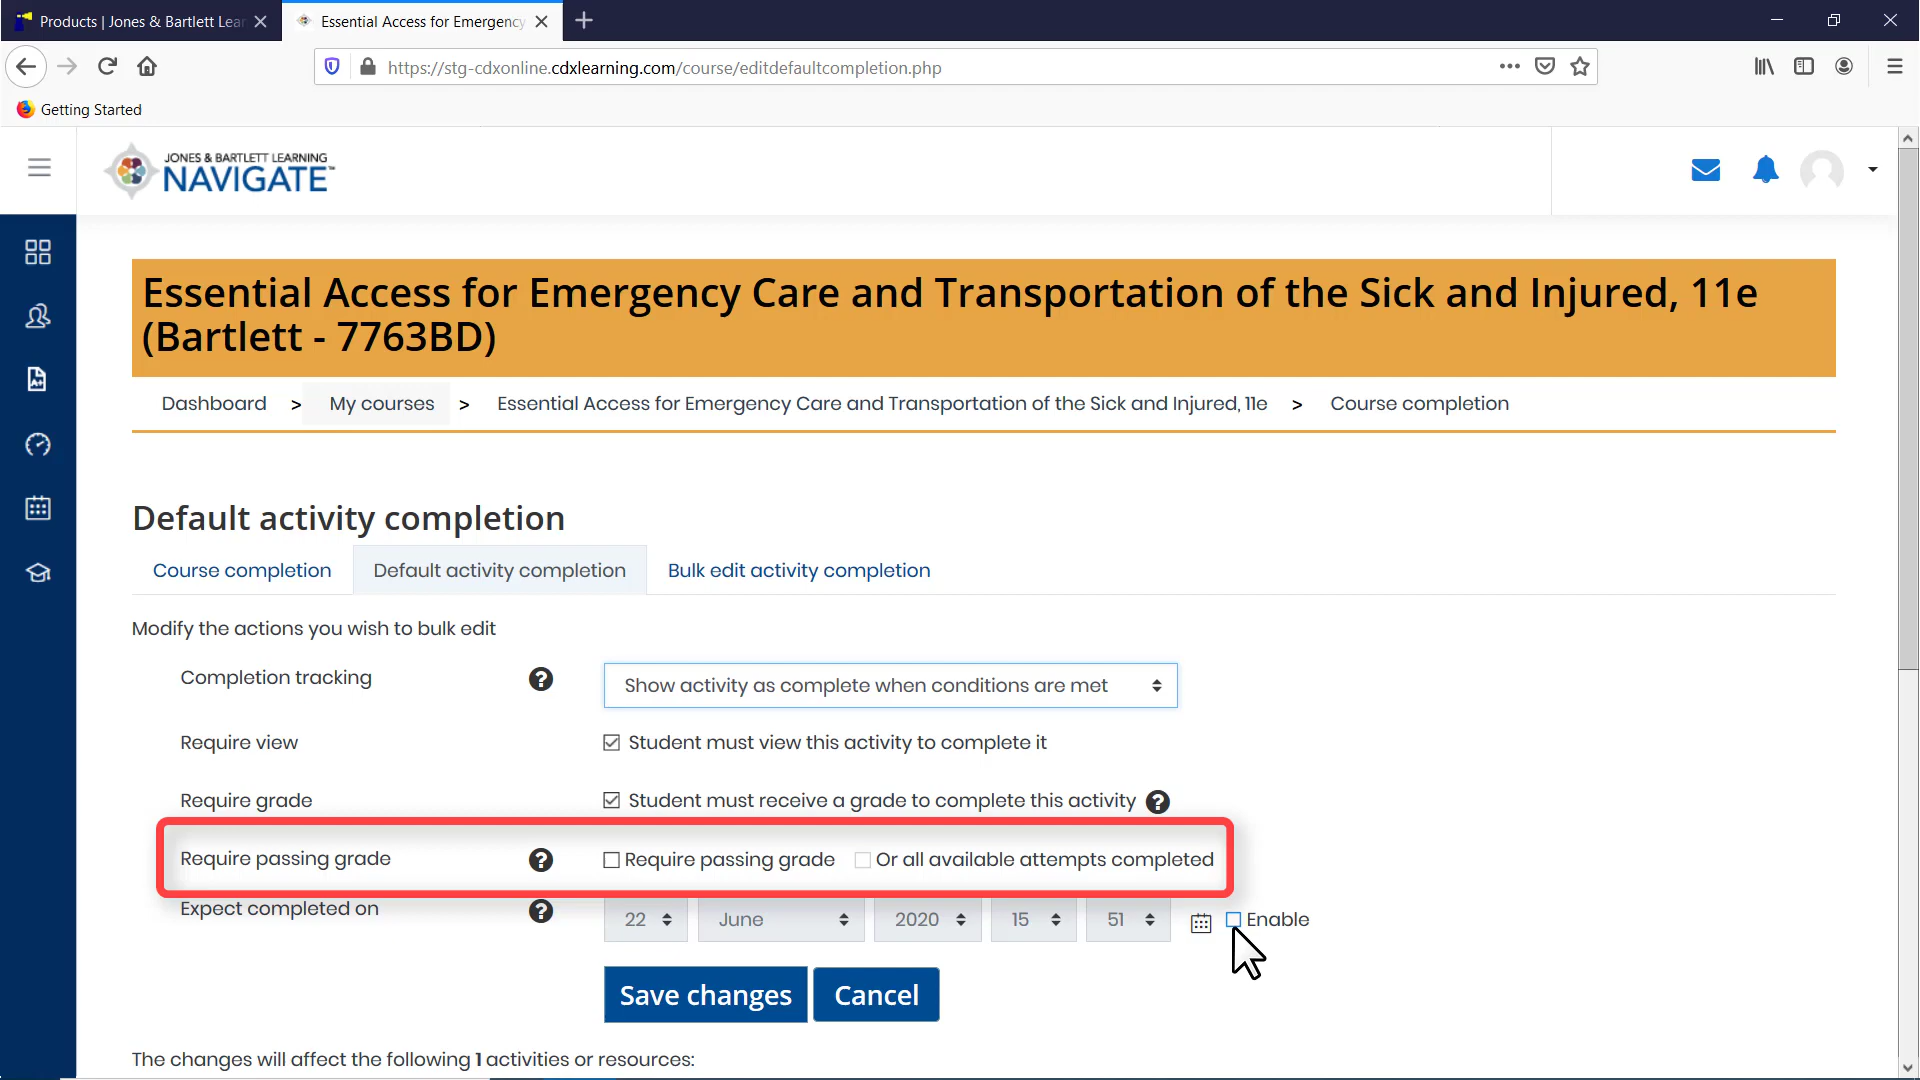 Products | Jones & Bartlett Lear
Essential Access for Emergency
https://stg-cdxonline.cdxlearning.com/course/editdefaultcompletion.php
Getting Started
JONES & BARTLETT LEARNING
NAVIGATE™
Essential Access for Emergency Care and Transportation of the Sick and Injured, 11e
(Bartlett - 7763BD)
Dashboard > My courses > Essential Access for Emergency Care and Transportation of the Sick and Injured, 11e > Course completion
Default activity completion
Course completion Default activity completion Bulk edit activity completion
Modify the actions you wish to bulk edit
Completion tracking ? Show activity as complete when conditions are met
Require view Student must view this activity to complete it
Require grade Student must receive a grade to complete this activity ?
Require passing grade ? Require passing grade Or all available attempts completed
Expect completed on ? 22 June 2020 15 51 Enable
Save changes Cancel
The changes will affect the following 1 activities or resources: